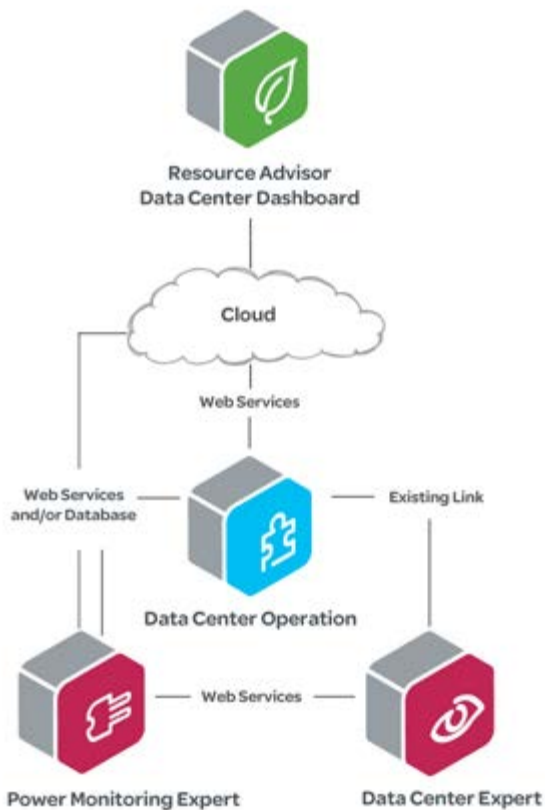 Resource Advisor
Data Center Dashboard
Cloud
Web Services
Web Services
and/or Database
Existing Link
Data Center Operation
Web Services
Power Monitoring Expert
Data Center Expert